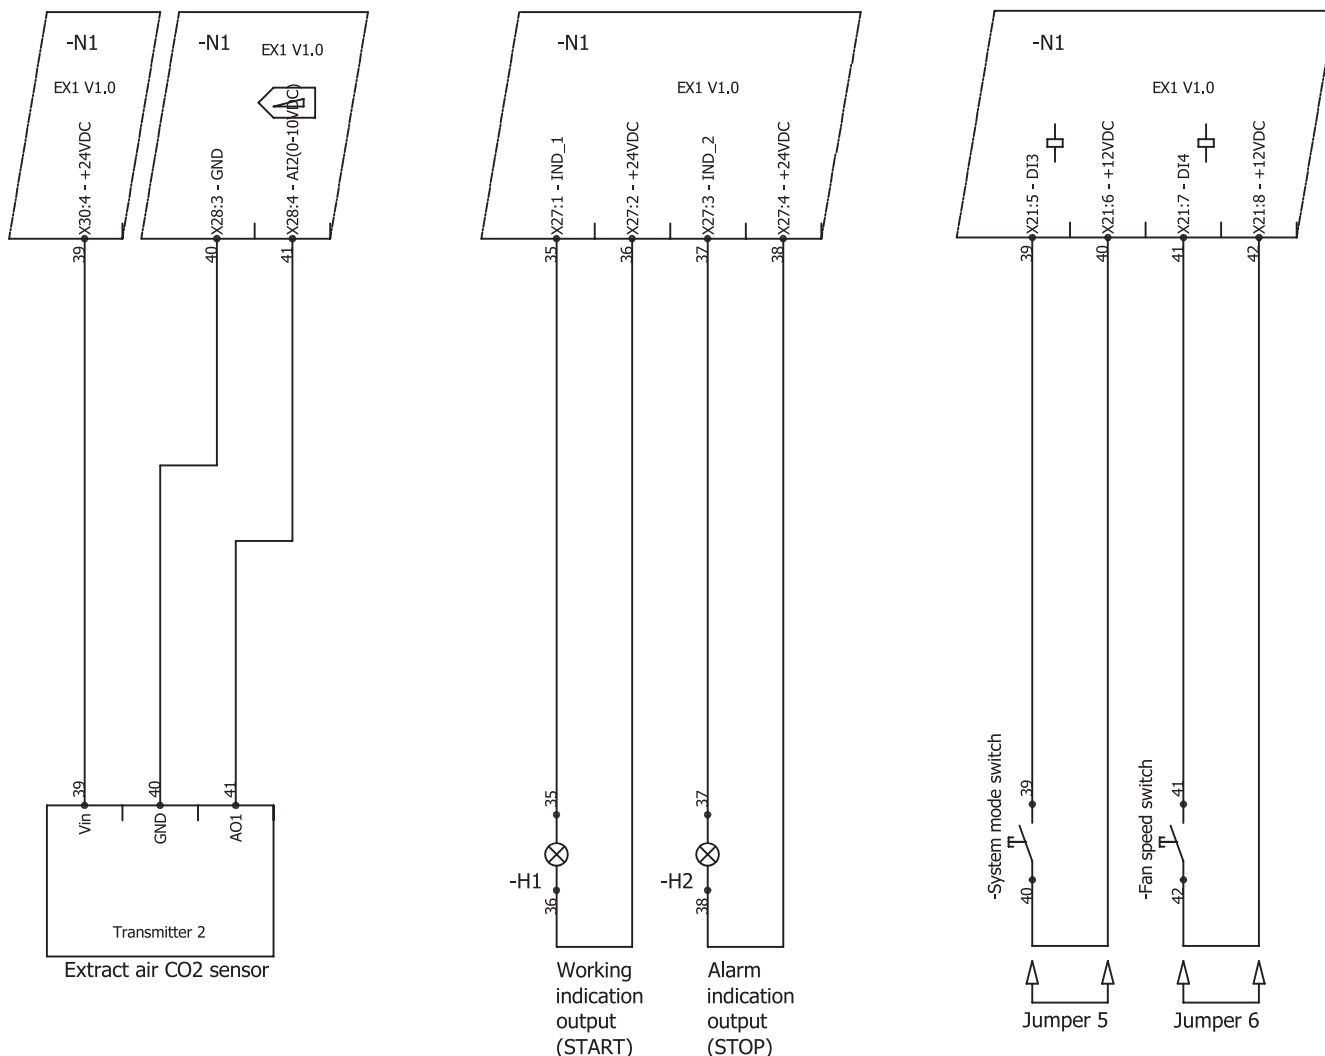 -N1
EX1 V1.0
X30:4 - +24VDC
39
39
Vin
-N1
EX1 V1.0
X28:3 - GND
X28:4 - AI2(0-10VDC)
40
41
40
41
GND
AO1
Transmitter 2
Extract air CO2 sensor
-N1
EX1 V1.0
X27:1 - IND_1
X27:2 - +24VDC
X27:3 - IND_2
X27:4 - +24VDC
35
36
37
38
35
37
-H1
-H2
36
38
Working
indication
output
(START)
Alarm
indication
output
(STOP)
-N1
EX1 V1.0
X21:5 - DI3
X21:6 - +12VDC
X21:7 - DI4
X21:8 - +12VDC
39
40
41
42
-System mode switch
39
40
-Fan speed switch
41
42
Jumper 5
Jumper 6